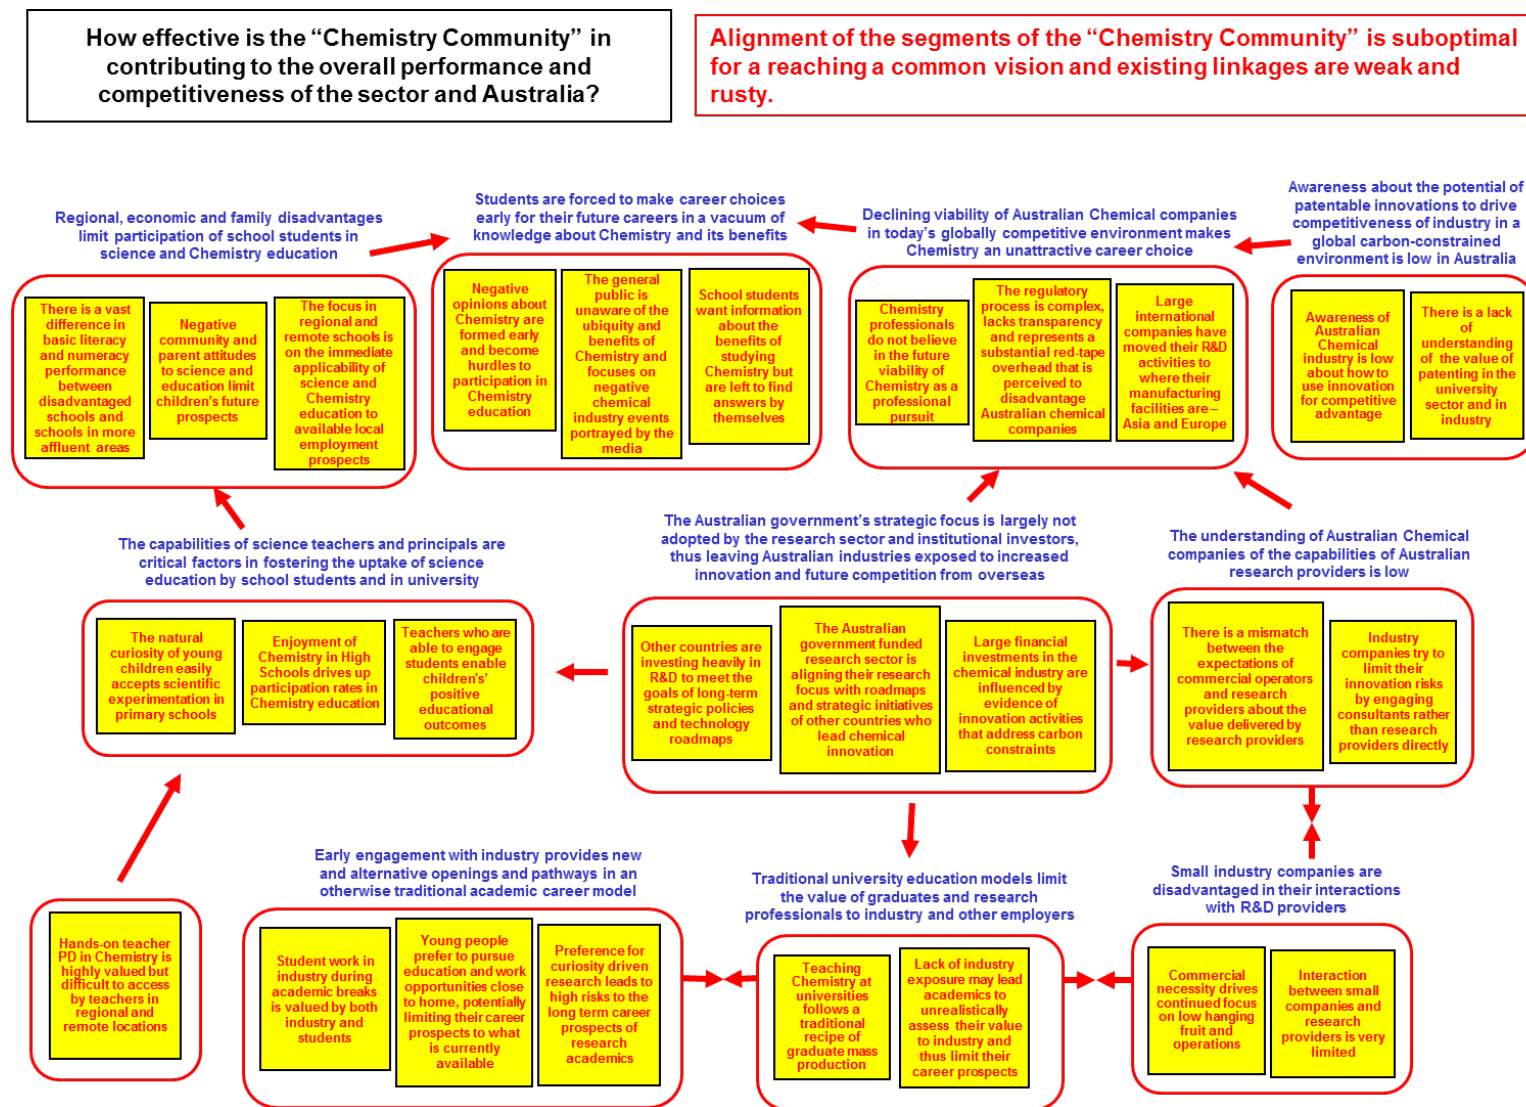 How effective is the “Chemistry Community” in
contributing to the overall performance and
competitiveness of the sector and Australia?
Alignment of the segments of the “Chemistry Community” is suboptimal
for a reaching a common vision and existing linkages are weak and
rusty.
Regional, economic and family disadvantages
limit participation of school students in
science and Chemistry education
There is a vast
difference in
basic literacy
and numeracy
performance
between
disadvantaged
schools and
schools in more
affluent areas
Negative
community and
parent attitudes
to science and
education limit
children's future
prospects
The focus in
regional and
remote schools is
on the immediate
applicability of
science and
Chemistry
education to
available local
employment
prospects
Students are forced to make career choices
early for their future careers in a vacuum of
knowledge about Chemistry and its benefits
Negative
opinions about
Chemistry are
formed early
and become
hurdles to
participation in
Chemistry
education
The general
public is
unaware of the
ubiquity and
benefits of
Chemistry and
focuses on
negative
chemical
industry events
portrayed by the
media
School students
want information
about the
benefits of
studying
Chemistry but
are left to find
answers by
themselves
Declining viability of Australian Chemical companies
in today's globally competitive environment makes
Chemistry an unattractive career choice
Chemistry
professionals
do not believe
in the future
viability of
Chemistry as a
professional
pursuit
The regulatory
process is complex,
lacks transparency
and represents a
substantial red-tape
overhead that is
perceived to
disadvantage
Australian chemical
companies
Large
international
companies have
moved their R&D
activities to
where their
manufacturing
facilities are –
Asia and Europe
Awareness about the potential of
patentable innovations to drive
competitiveness of industry in a
global carbon-constrained
environment is low in Australia
Awareness of
Australian
Chemical
industry is low
about how to
use innovation
for competitive
advantage
There is a lack
of
understanding
of the value of
patenting in the
university
sector and in
industry
The capabilities of science teachers and principals are
critical factors in fostering the uptake of science
education by school students and in university
The natural
curiosity of young
children easily
accepts scientific
experimentation in
primary schools
Enjoyment of
Chemistry in High
Schools drives up
participation rates in
Chemistry education
Teachers who are
able to engage
students enable
children's'
positive
educational
outcomes
The Australian government's strategic focus is largely not
adopted by the research sector and institutional investors,
thus leaving Australian industries exposed to increased
innovation and future competition from overseas
Other countries are
investing heavily in
R&D to meet the
goals of long-term
strategic policies
and technology
roadmaps
The Australian
government funded
research sector is
aligning their research
focus with roadmaps
and strategic initiatives
of other countries who
lead chemical
innovation
Large financial
investments in the
chemical industry are
influenced by
evidence of
innovation activities
that address carbon
constraints
The understanding of Australian Chemical
companies of the capabilities of Australian
research providers is low
There is a mismatch
between the
expectations of
commercial operators
and research
providers about the
value delivered by
research providers
Industry
companies try to
limit their
innovation risks
by engaging
consultants rather
than research
providers directly
Hands-on teacher
PD in Chemistry is
highly valued but
difficult to access
by teachers in
regional and
remote locations
Early engagement with industry provides new
and alternative openings and pathways in an
otherwise traditional academic career model
Student work in
industry during
academic breaks
is valued by both
industry and
students
Young people
prefer to pursue
education and work
opportunities close
to home, potentially
limiting their career
prospects to what
is currently
available
Preference for
curiosity driven
research leads to
high risks to the
long term career
prospects of
research
academics
Traditional university education models limit
the value of graduates and research
professionals to industry and other employers
Teaching
Chemistry at
universities
follows a
traditional
recipe of
graduate mass
production
Lack of industry
exposure may lead
academics to
unrealistically
assess their value
to industry and
thus limit their
career prospects
Small industry companies are
disadvantaged in their interactions
with R&D providers
Commercial
necessity drives
continued focus
on low hanging
fruit and
operations
Interaction
between small
companies and
research
providers is very
limited